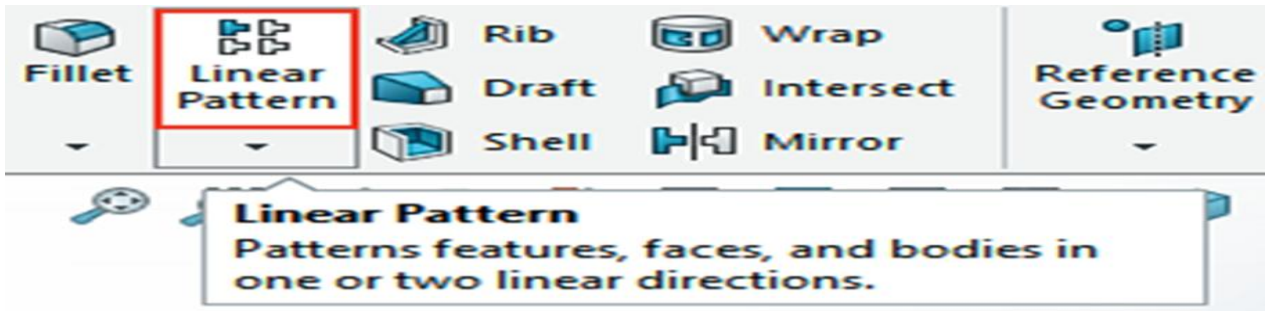 Fillet
Linear
Pattern
Rib
Draft
Shell
Wrap
Intersect
Mirror
Reference
Geometry
Linear Pattern
Patterns features, faces, and bodies in
one or two linear directions.